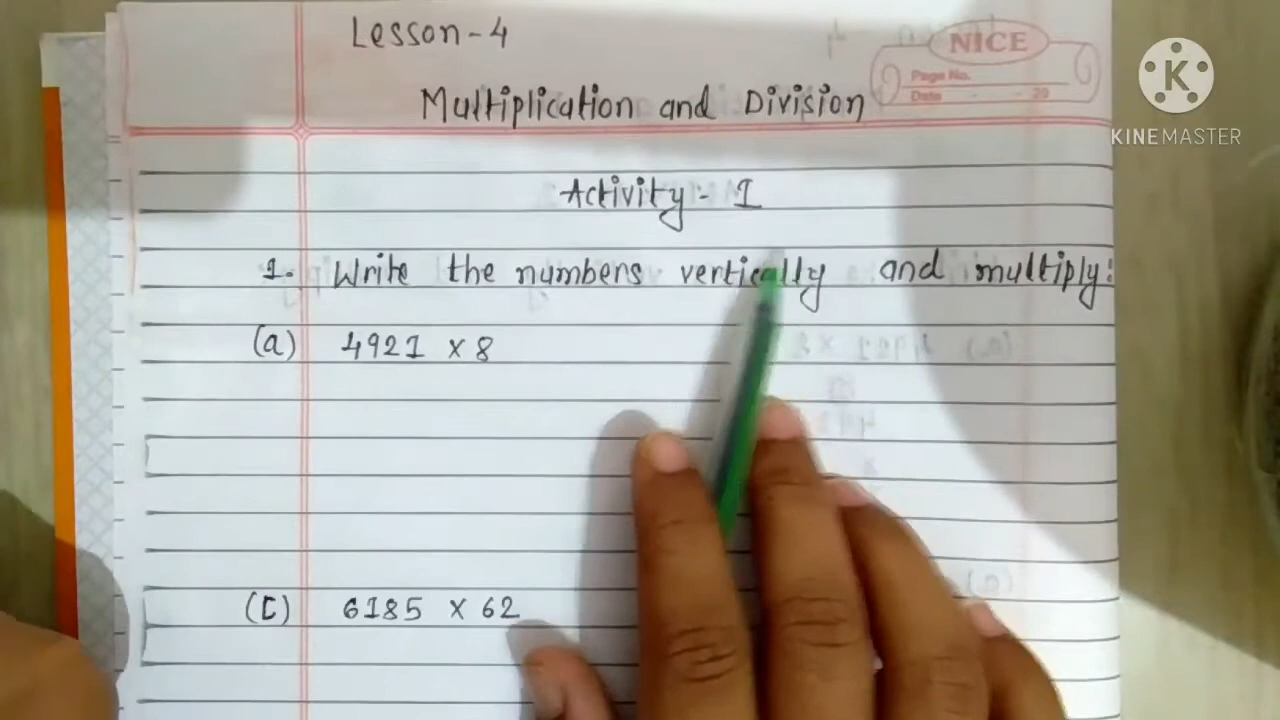 Lesson - 4
NICE
Page No.
Date 20
Multiplication and Division
KINEMASTER
Activity :- I
1. Write the numbers vertically and multiply:
(a) 4921 x 8
(C) 6185 x 62